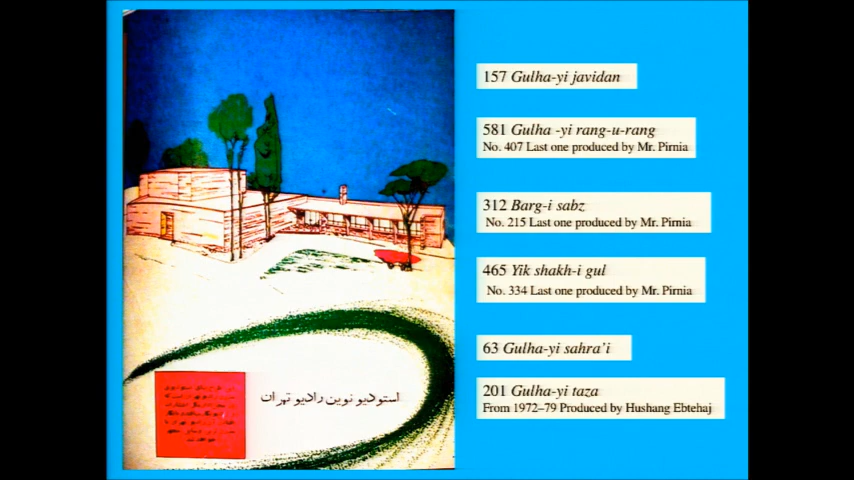 157 Gulha-yi javidan
581 Gulha -yi rang-u-rang
No. 407 Last one produced by Mr. Pirnia
312 Barg-i sabz
No. 215 Last one produced by Mr. Pirnia
465 Yik shakh-i gul
No. 334 Last one produced by Mr. Pirnia
63 Gulha-yi sahra'i
201 Gulha-yi taza
From 1972–79 Produced by Hushang Ebtehaj
استودیو نوین رادیو تهران